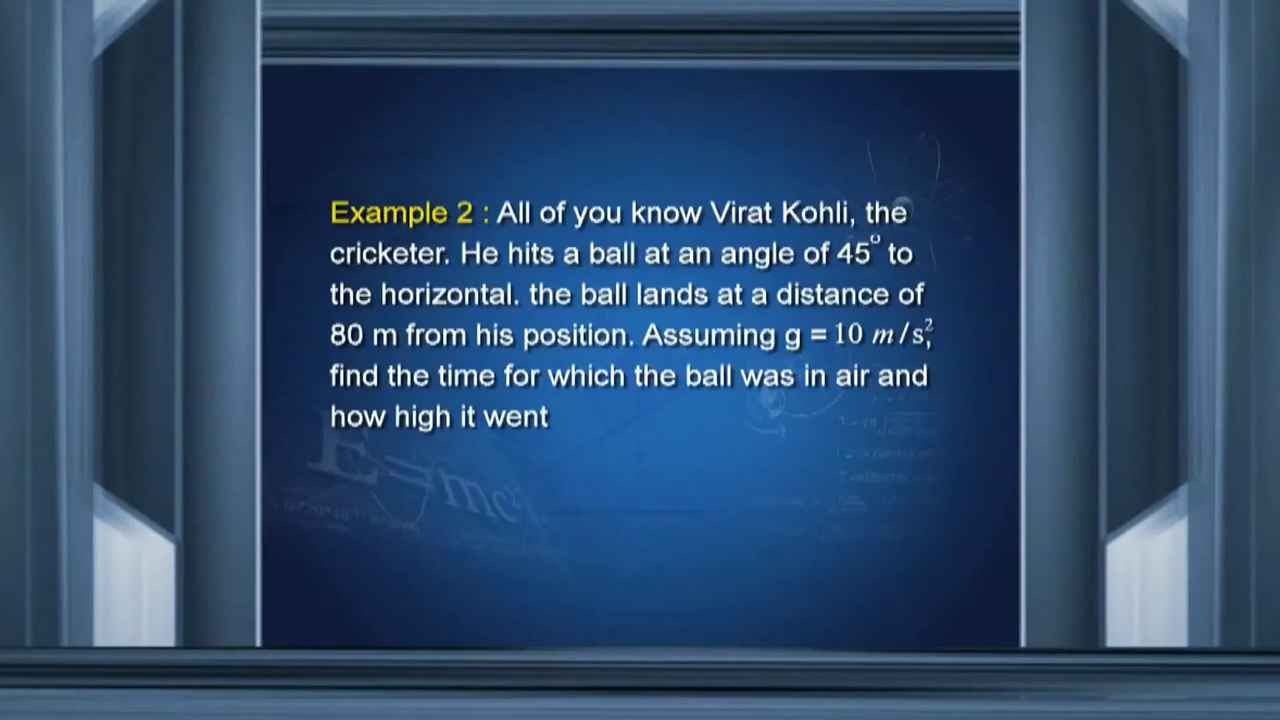 Example 2 : All of you know Virat Kohli, the
cricketer. He hits a ball at an angle of 45° to
the horizontal. the ball lands at a distance of
80 m from his position. Assuming g = 10 m/s²,
find the time for which the ball was in air and
how high it went
E=mc²